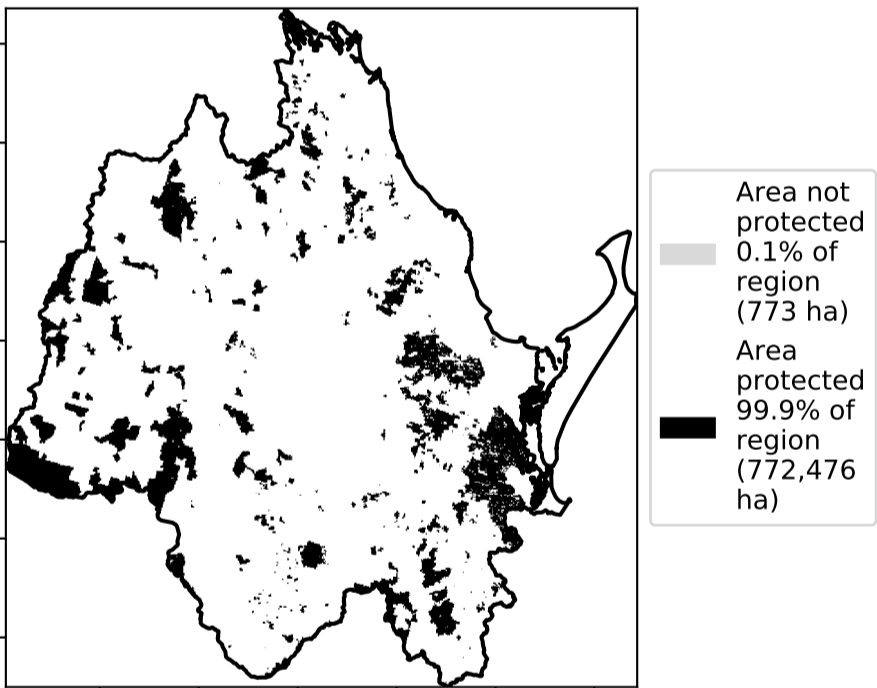 Area not
protected
0.1% of
region
(773 ha)
Area
protected
99.9% of
region
(772,476
ha)